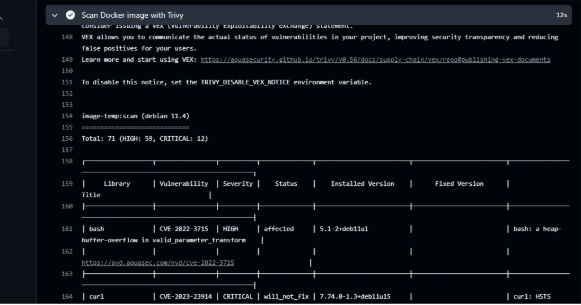 Scan Docker image with Trivy 12s
consider issuing a VEX (Vulnerability Exploitability eXchange) statement.
148 VEX allows you to communicate the actual status of vulnerabilities in your project, improving security transparency and reducing
false positives for your users.
149 Learn more and start using VEX: https://aquasecurity.github.io/trivy/v0.56/docs/supply-chain/vex/repo#publishing-vex-documents
150
151 To disable this notice, set the TRIVY_DISABLE_VEX_NOTICE environment variable.
152
153
154 image-temp:scan (debian 11.4)
155 =============================
156 Total: 71 (HIGH: 59, CRITICAL: 12)
157
158
159 │ Library │ Vulnerability │ Severity │ Status │ Installed Version │ Fixed Version │
Title │
160
161 │ bash │ CVE-2022-3715 │ HIGH │ affected │ 5.1-2+deb11u1 │ │ bash: a heap-
buffer-overflow in valid_parameter_transform │
162 │ │ │ │ │ │ │
https://avd.aquasec.com/nvd/cve-2022-3715 │
163
164 │ curl │ CVE-2023-23914 │ CRITICAL │ will_not_fix │ 7.74.0-1.3+deb11u15 │ │ curl: HSTS